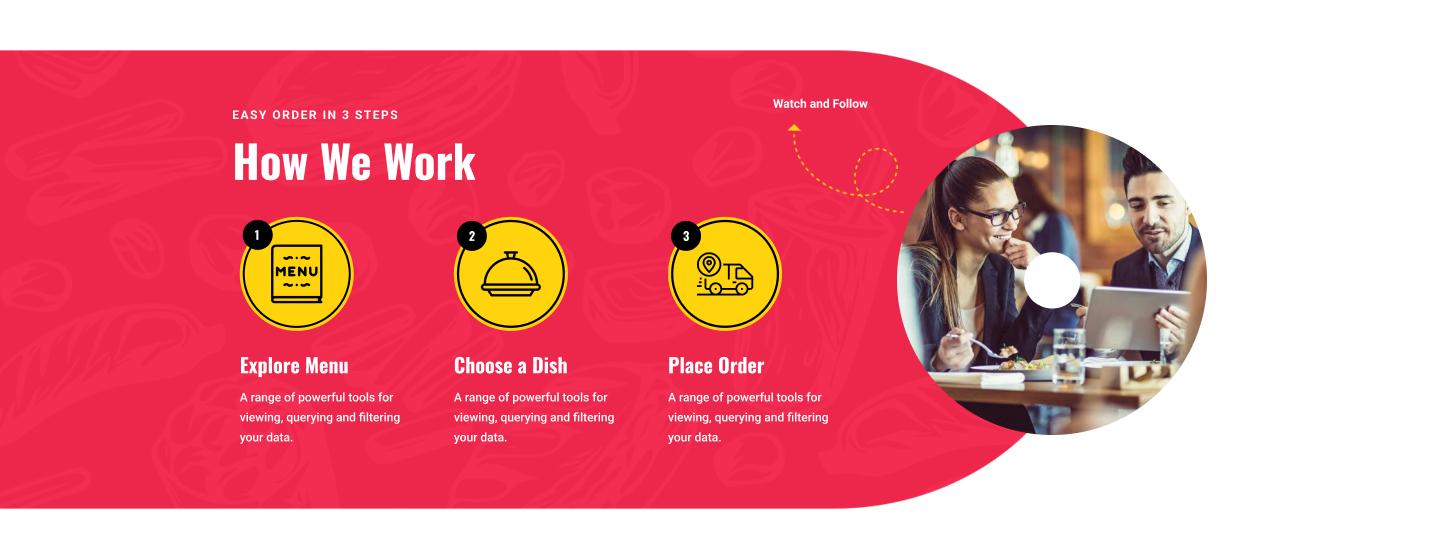 EASY ORDER IN 3 STEPS
How We Work
Watch and Follow
1
MENU
Explore Menu
A range of powerful tools for
viewing, querying and filtering
your data.
2
Choose a Dish
A range of powerful tools for
viewing, querying and filtering
your data.
3
Place Order
A range of powerful tools for
viewing, querying and filtering
your data.